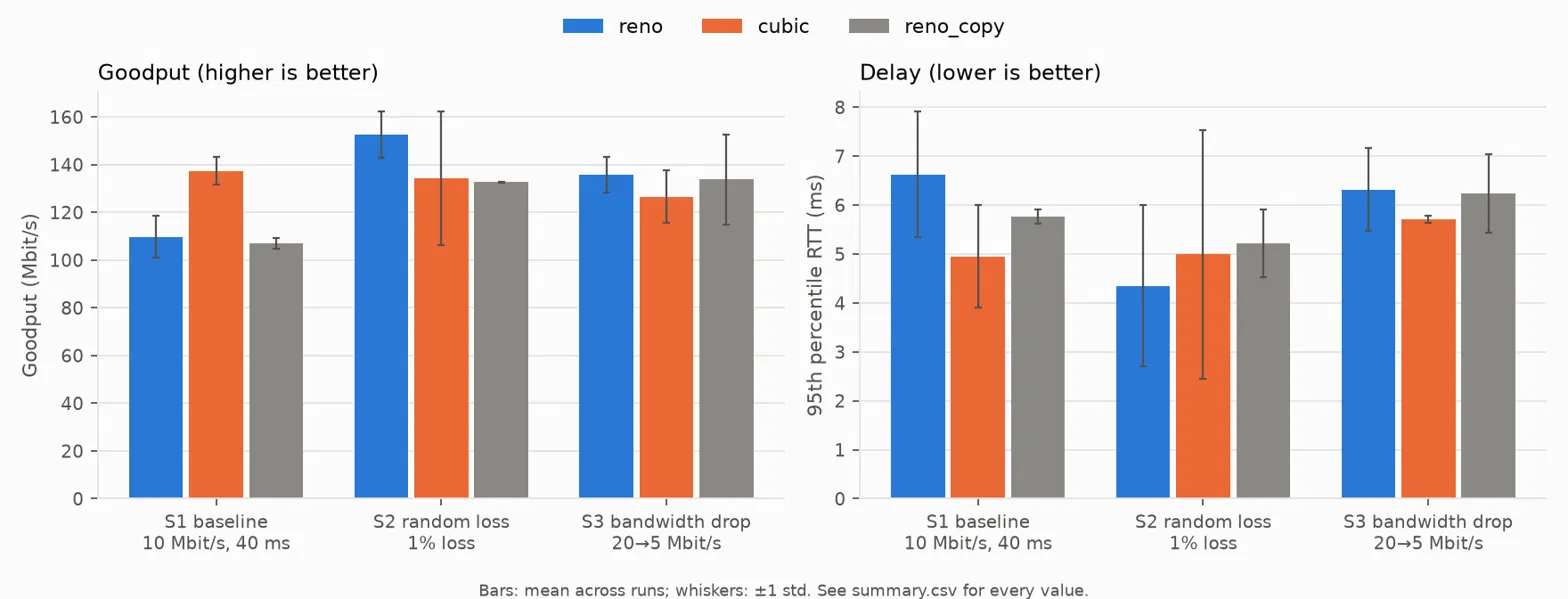 reno cubic reno_copy
Goodput (higher is better)
Goodput (Mbit/s)
160
140
120
100
80
60
40
20
0
S1 baseline
10 Mbit/s, 40 ms
S2 random loss
1% loss
S3 bandwidth drop
20→5 Mbit/s
Delay (lower is better)
95th percentile RTT (ms)
8
7
6
5
4
3
2
1
0
S1 baseline
10 Mbit/s, 40 ms
S2 random loss
1% loss
S3 bandwidth drop
20→5 Mbit/s
Bars: mean across runs; whiskers: ±1 std. See summary.csv for every value.